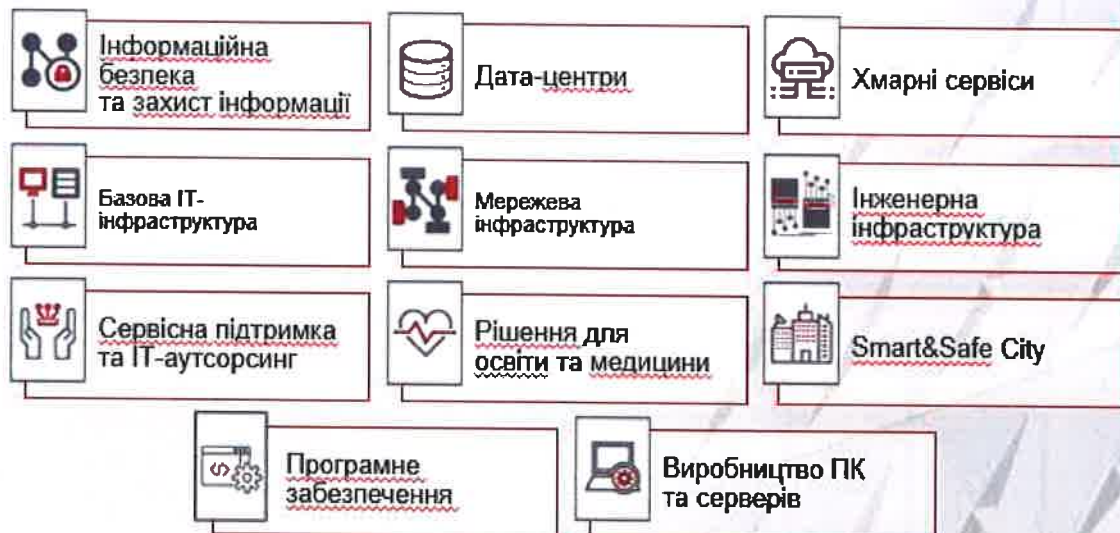 Інформаційна
безпека
та захист інформації
Дата-центри
Хмарні сервіси
Базова ІТ-
інфраструктура
Мережева
інфраструктура
Інженерна
інфраструктура
Сервісна підтримка
та ІТ-аутсорсинг
Рішення для
освіти та медицини
Smart&Safe City
Програмне
забезпечення
Виробництво ПК
та серверів